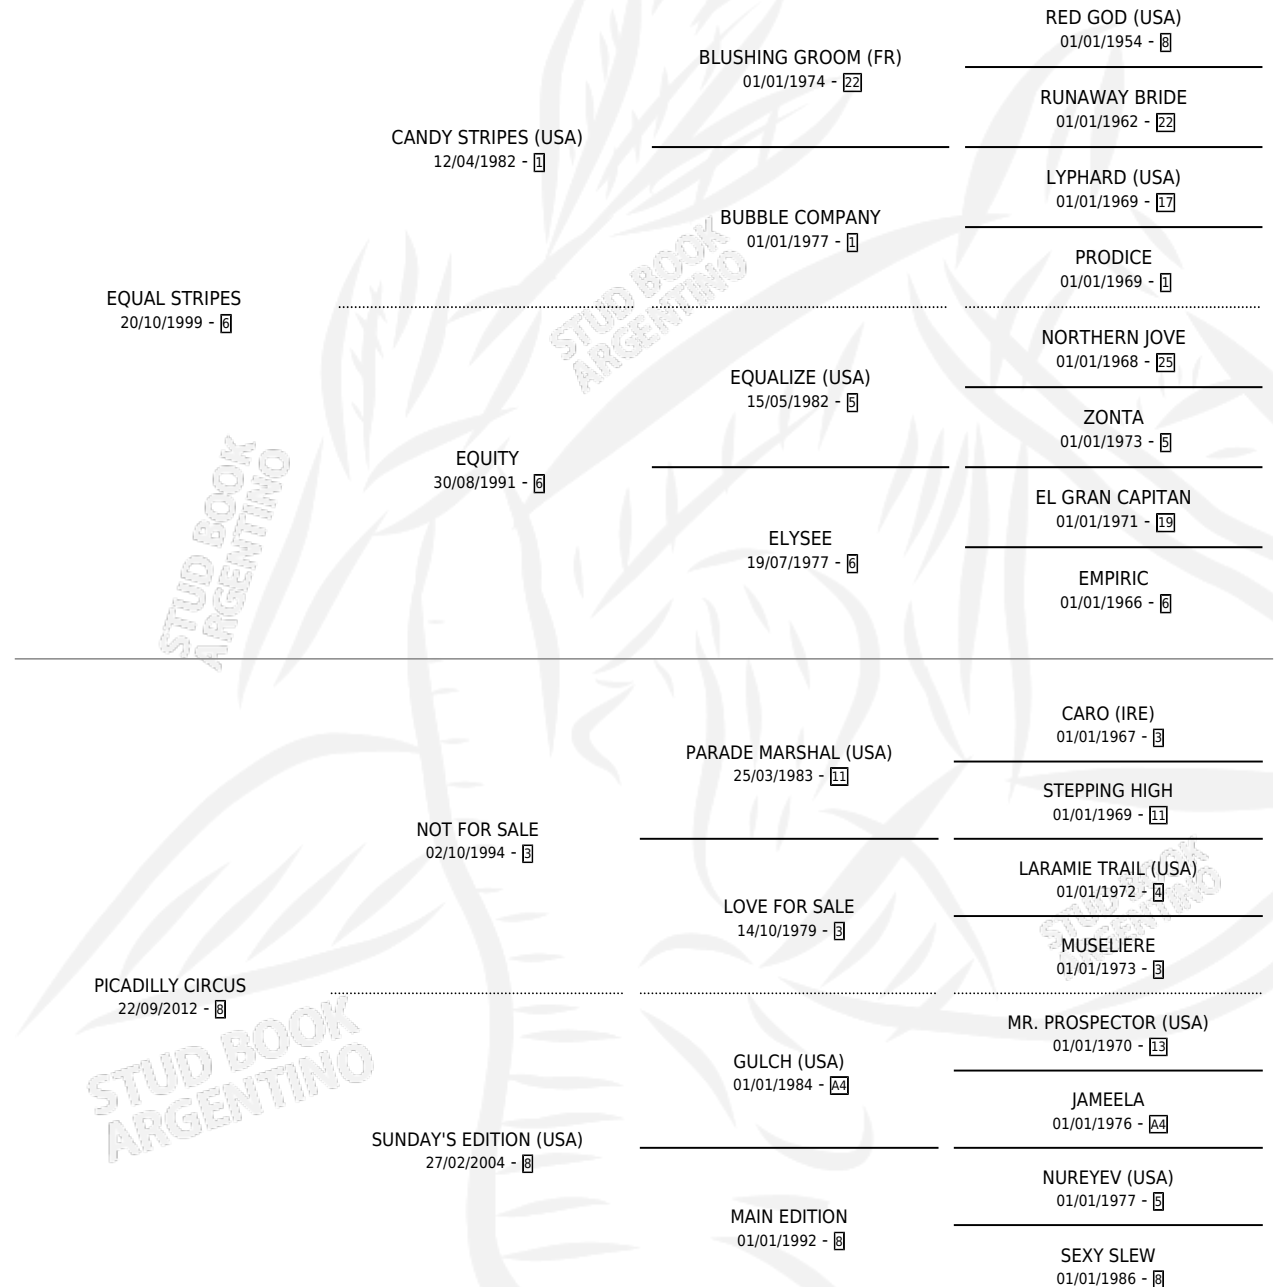 RED GOD (USA)
01/01/1954 - 8
BLUSHING GROOM (FR)
01/01/1974 - 22
RUNAWAY BRIDE
01/01/1962 - 22
CANDY STRIPES (USA)
12/04/1982 - 1
LYPHARD (USA)
01/01/1969 - 17
BUBBLE COMPANY
01/01/1977 - 1
PRODICE
01/01/1969 - 1
EQUAL STRIPES
20/10/1999 - 6
NORTHERN JOVE
01/01/1968 - 25
EQUALIZE (USA)
15/05/1982 - 5
ZONTA
01/01/1973 - 5
EQUITY
30/08/1991 - 6
EL GRAN CAPITAN
01/01/1971 - 19
ELYSEE
19/07/1977 - 6
EMPIRIC
01/01/1966 - 6
STUD BOOK
ARGENTINO
STUD BOOK
ARGENTINO
CARO (IRE)
01/01/1967 - 3
PARADE MARSHAL (USA)
25/03/1983 - 11
STEPPING HIGH
01/01/1969 - 11
NOT FOR SALE
02/10/1994 - 3
LARAMIE TRAIL (USA)
01/01/1972 - 4
LOVE FOR SALE
14/10/1979 - 3
MUSELIERE
01/01/1973 - 3
STUD BOOK
ARGENTINO
PICADILLY CIRCUS
22/09/2012 - 8
MR. PROSPECTOR (USA)
01/01/1970 - 13
GULCH (USA)
01/01/1984 - A4
JAMEELA
01/01/1976 - A4
SUNDAY'S EDITION (USA)
27/02/2004 - 8
NUREYEV (USA)
01/01/1977 - 5
MAIN EDITION
01/01/1992 - 8
SEXY SLEW
01/01/1986 - 8
STUD BOOK
ARGENTINO